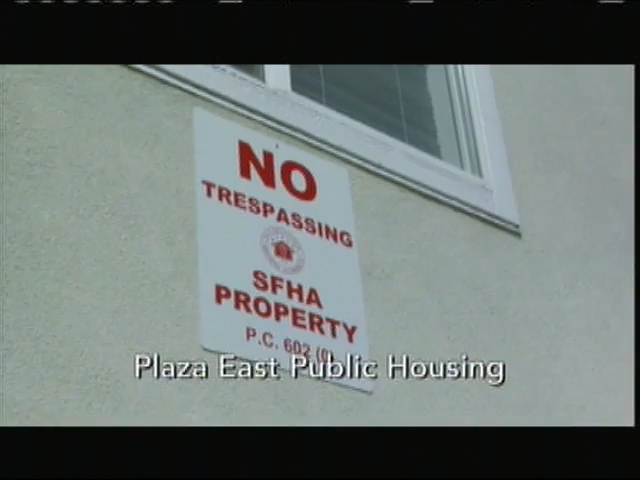 NO
TRESPASSING
SFHA
PROPERTY
P.C. 602 (l)
Plaza East Public Housing